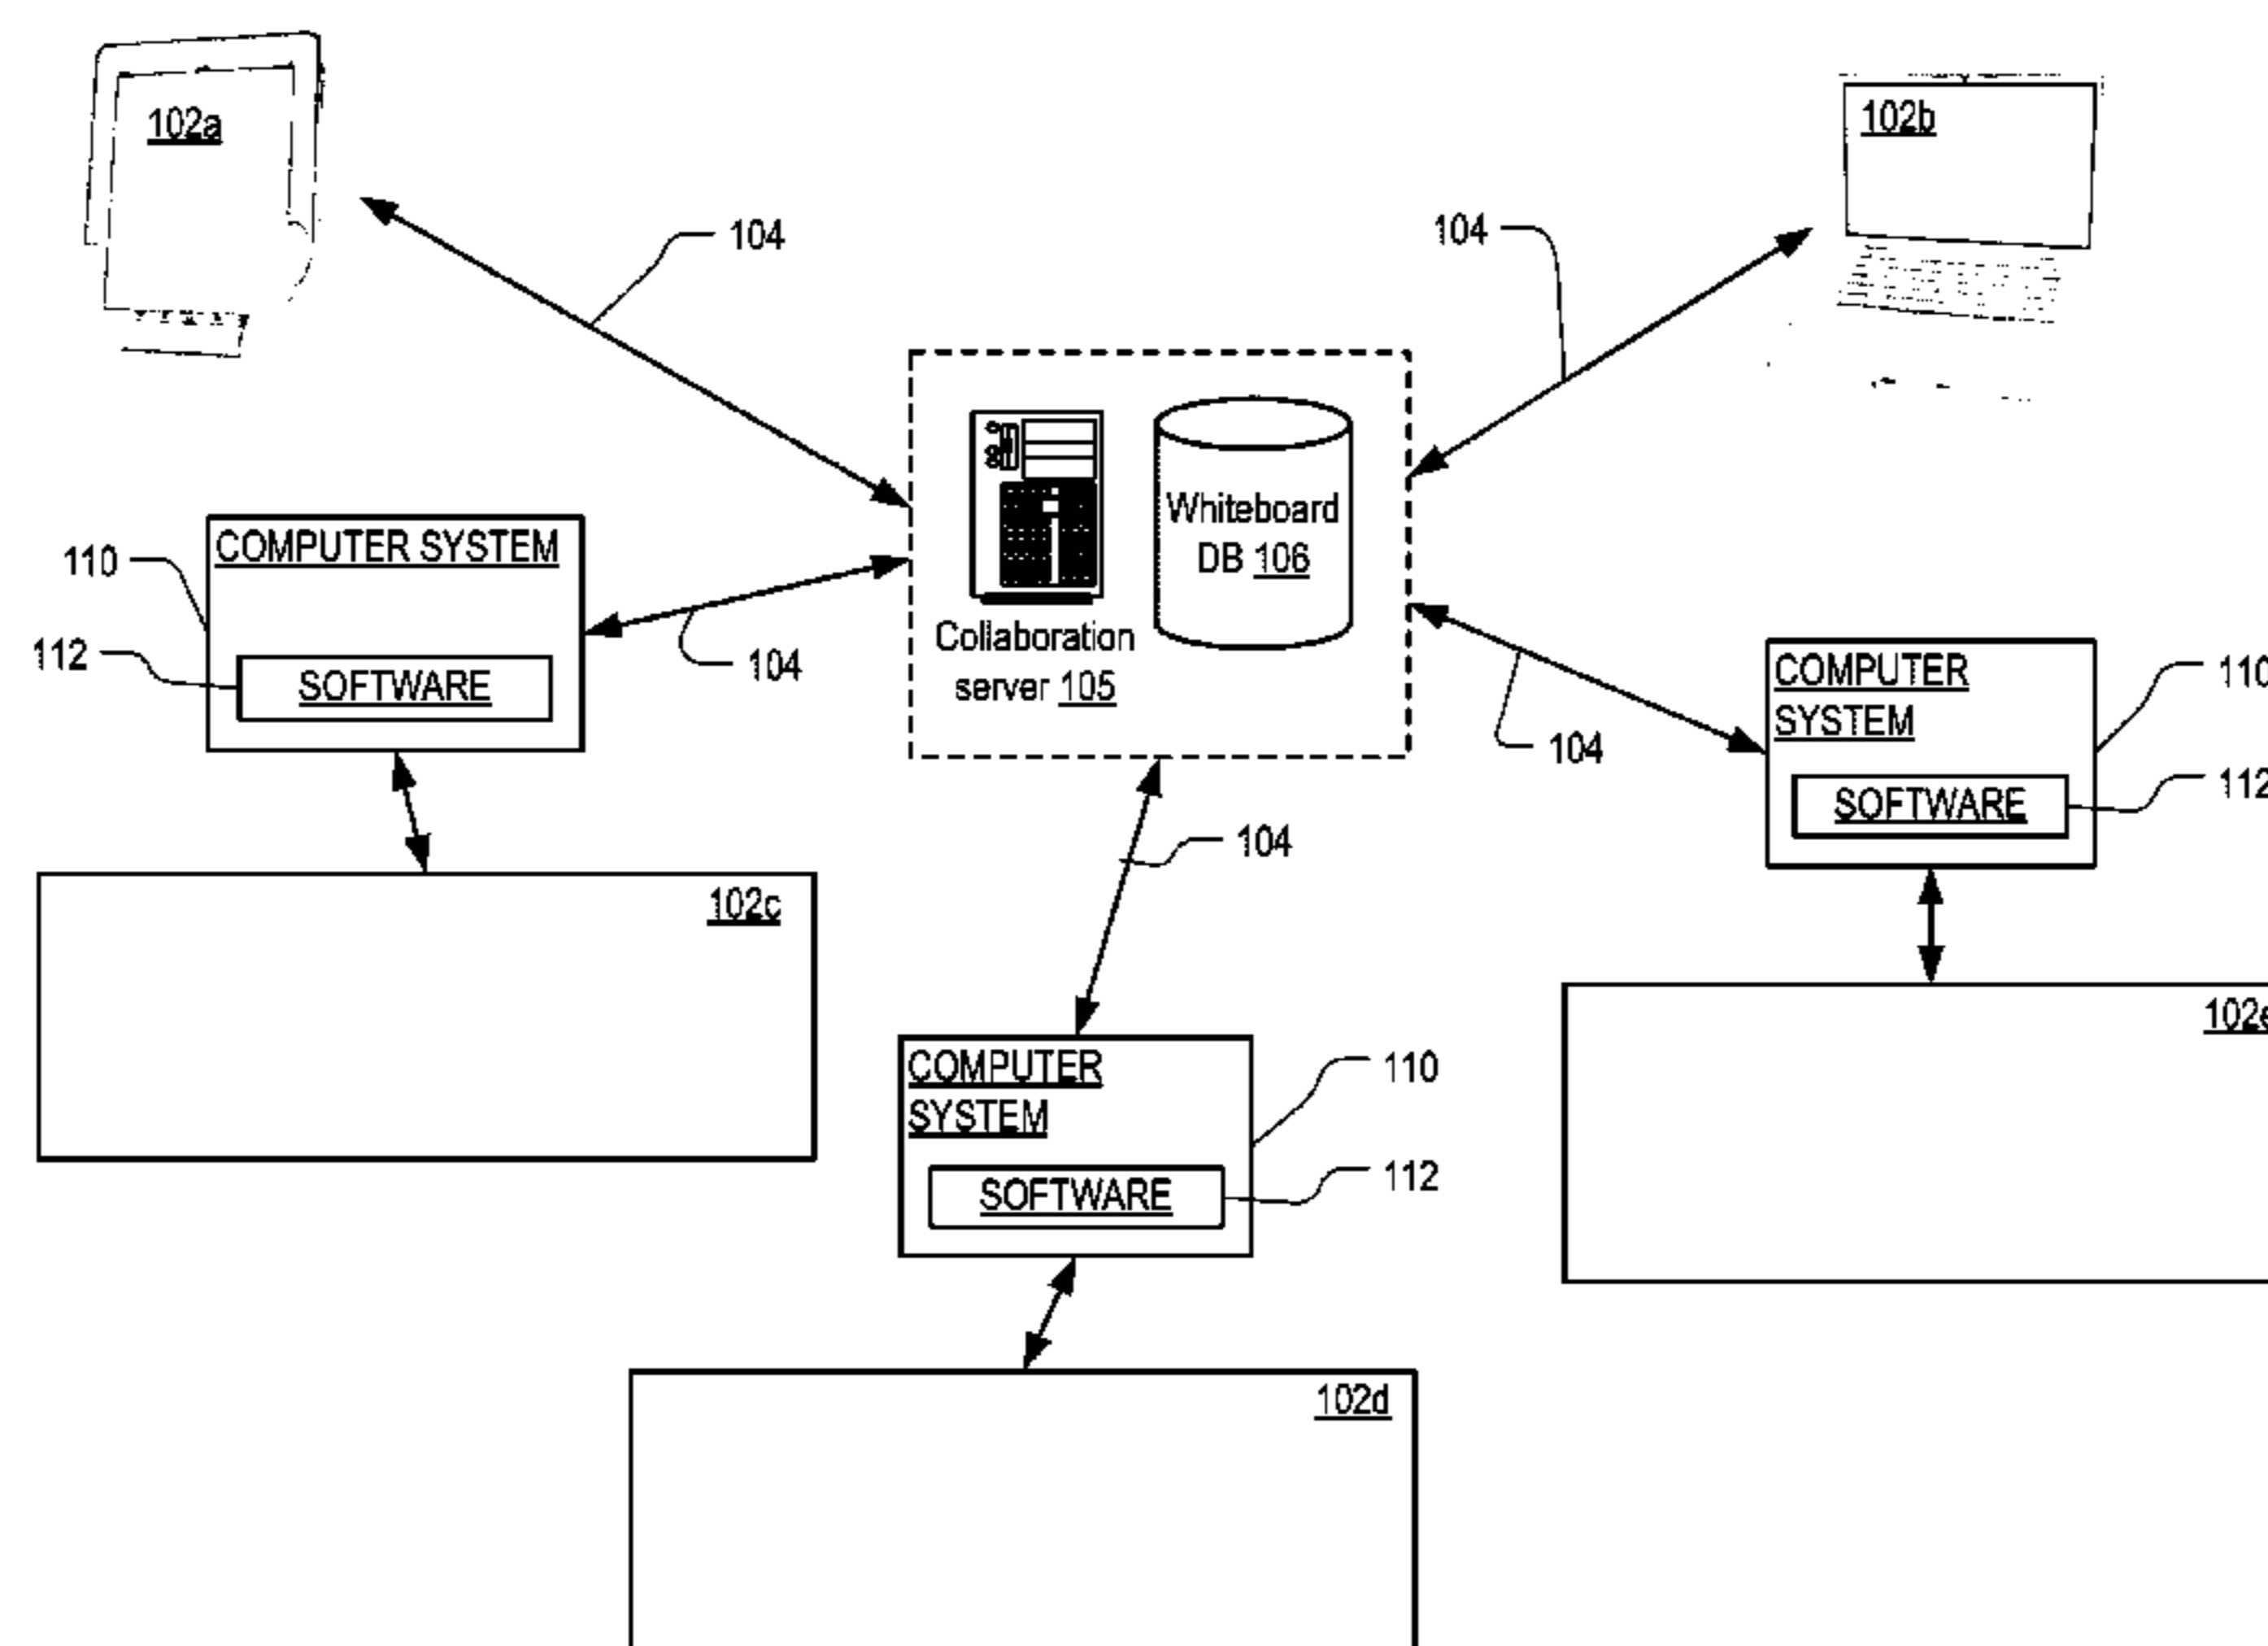 102a
102b
104
104
COMPUTER SYSTEM
110
112
SOFTWARE
104
Whiteboard
DB 106
Collaboration
server 105
104
COMPUTER
SYSTEM
110
112
SOFTWARE
104
102c
102e
COMPUTER
SYSTEM
110
SOFTWARE
112
102d